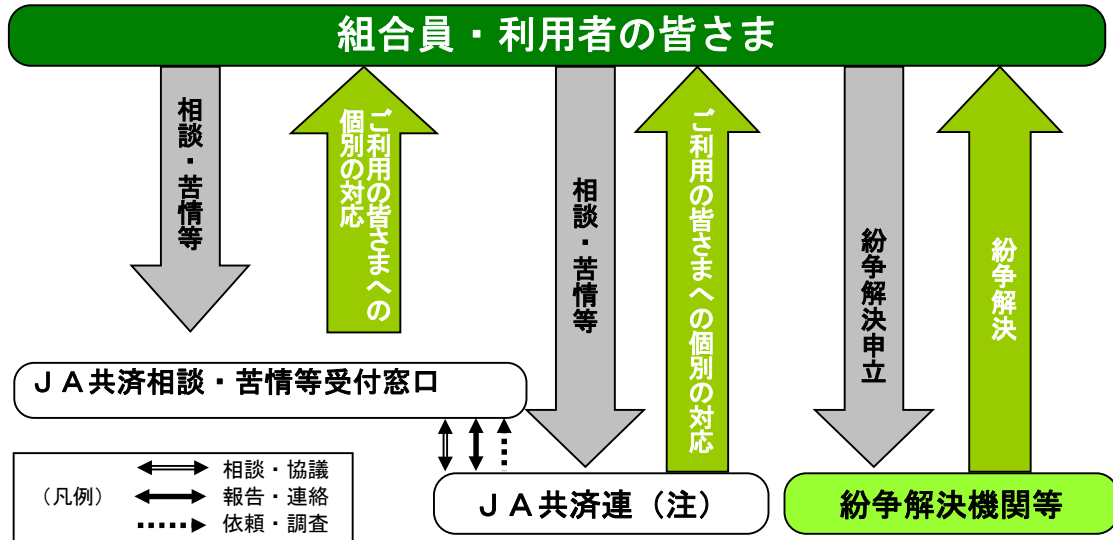 組合員・利用者の皆さま
相談・苦情等
ご利用の皆さまへの
個別の対応
相談・苦情等
ご利用の皆さまへの個別の対応
紛争解決申立
紛争解決
ＪＡ共済相談・苦情等受付窓口
（凡例）
相談・協議
報告・連絡
依頼・調査
ＪＡ共済連（注）
紛争解決機関等